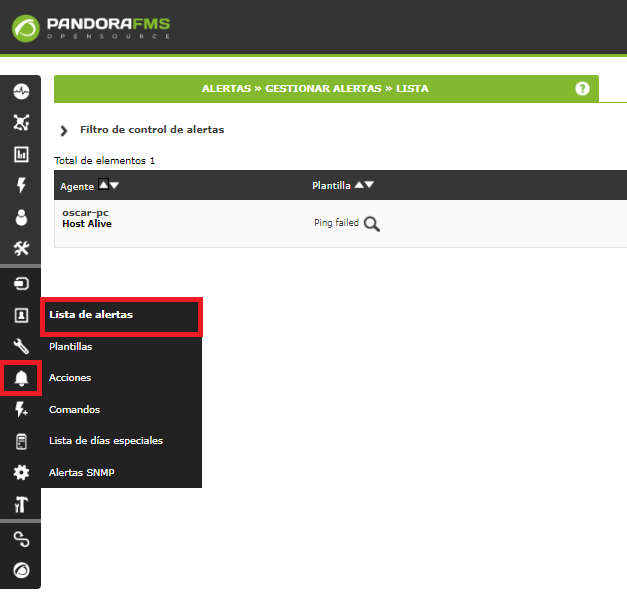 PANDORAFMS
OPENSOURCE
ALERTAS » GESTIONAR ALERTAS » LISTA
?
Filtro de control de alertas
Total de elementos 1
Agente Plantilla
oscar-pc
Host Alive
Ping failed
Lista de alertas
Plantillas
Acciones
Comandos
Lista de días especiales
Alertas SNMP